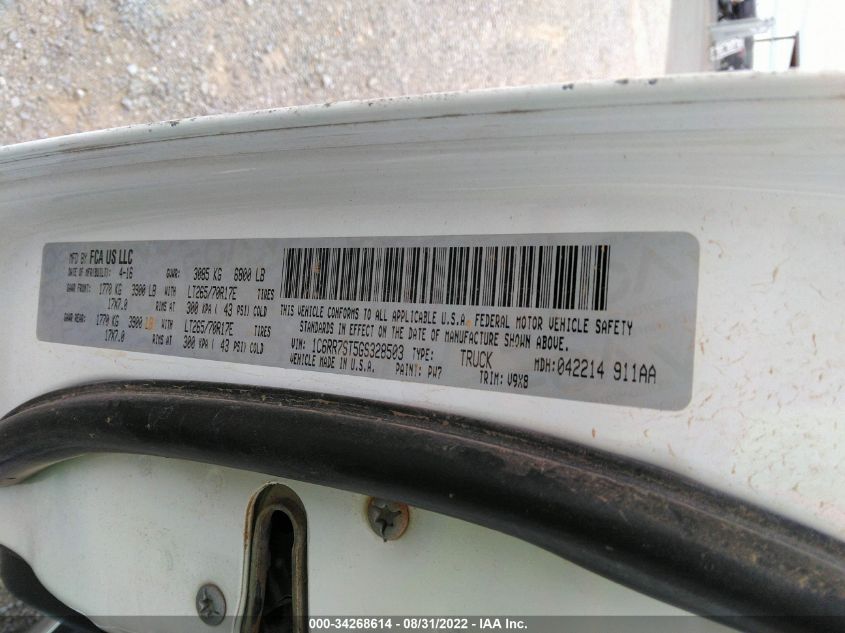 MFD BY FCA US LLC
DATE OF MFR(BUILT): 4-16 GVWR: 3085 KG 6800 LB
GAWR FRONT: 1770 KG 3900 LB WITH LT265/70R17E TIRES
17X7.0 RIMS AT 300 KPA ( 43 PSI) COLD
GAWR REAR: 1770 KG 3900 LB WITH LT265/70R17E TIRES
17X7.0 RIMS AT 300 KPA ( 43 PSI) COLD
THIS VEHICLE CONFORMS TO ALL APPLICABLE U.S.A. FEDERAL MOTOR VEHICLE SAFETY
STANDARDS IN EFFECT ON THE DATE OF MANUFACTURE SHOWN ABOVE.
VIN: 1C6RR7ST5GS328503 TYPE: TRUCK MDH: 042214 911AA
VEHICLE MADE IN U.S.A. PAINT: PW7 TRIM: V9X8
000-34268614 - 08/31/2022 - IAA Inc.